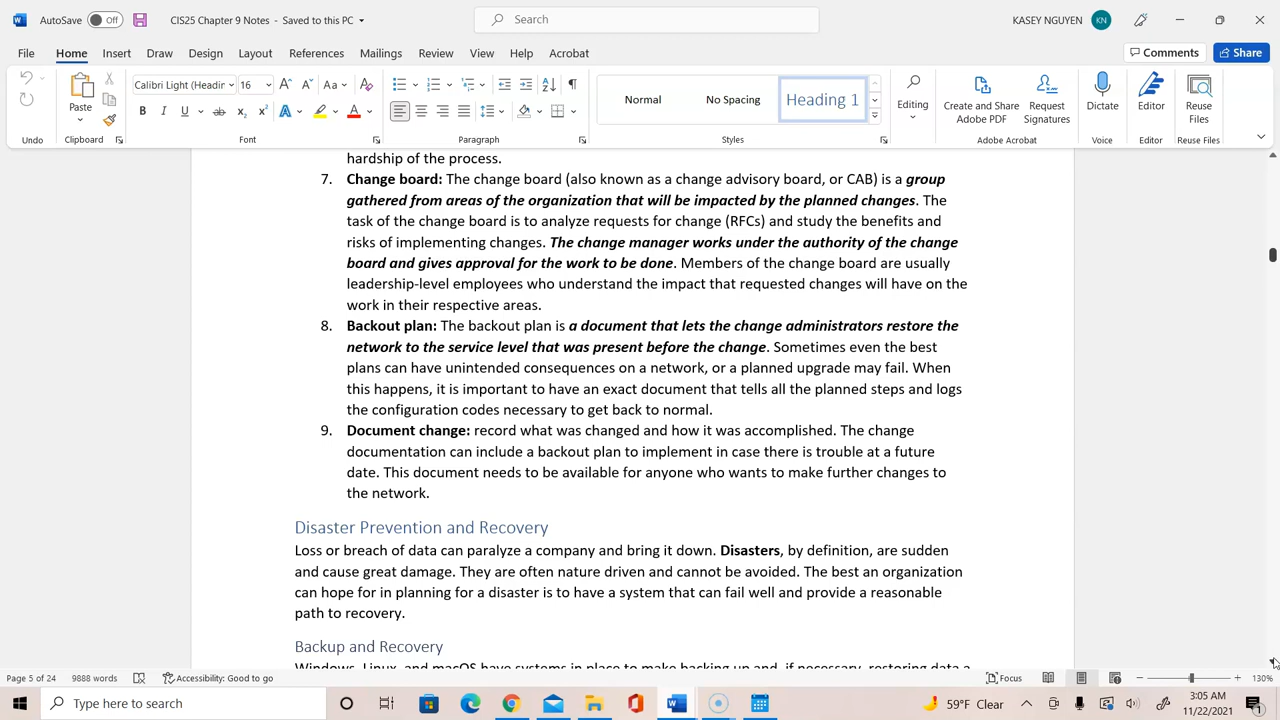 AutoSave Off CIS25 Chapter 9 Notes - Saved to this PC Search KASEY NGUYEN KN
File Home Insert Draw Design Layout References Mailings Review View Help Acrobat Comments Share
Calibri Light (Headir 16 Aa A
Paste B I U ab x₂ x² A A
Normal No Spacing Heading 1
Editing Create and Share Adobe PDF Request Signatures Dictate Editor Reuse Files
Undo Clipboard Font Paragraph Styles Adobe Acrobat Voice Editor Reuse Files
hardship of the process.
7. Change board: The change board (also known as a change advisory board, or CAB) is a group
gathered from areas of the organization that will be impacted by the planned changes. The
task of the change board is to analyze requests for change (RFCs) and study the benefits and
risks of implementing changes. The change manager works under the authority of the change
board and gives approval for the work to be done. Members of the change board are usually
leadership-level employees who understand the impact that requested changes will have on the
work in their respective areas.
8. Backout plan: The backout plan is a document that lets the change administrators restore the
network to the service level that was present before the change. Sometimes even the best
plans can have unintended consequences on a network, or a planned upgrade may fail. When
this happens, it is important to have an exact document that tells all the planned steps and logs
the configuration codes necessary to get back to normal.
9. Document change: record what was changed and how it was accomplished. The change
documentation can include a backout plan to implement in case there is trouble at a future
date. This document needs to be available for anyone who wants to make further changes to
the network.
Disaster Prevention and Recovery
Loss or breach of data can paralyze a company and bring it down. Disasters, by definition, are sudden
and cause great damage. They are often nature driven and cannot be avoided. The best an organization
can hope for in planning for a disaster is to have a system that can fail well and provide a reasonable
path to recovery.
Backup and Recovery
Windows, Linux, and macOS have systems in place to make backing up and, if necessary, restoring data a
Page 5 of 24 9888 words Accessibility: Good to go Focus 130%
Type here to search 59°F Clear 3:05 AM
11/22/2021 1